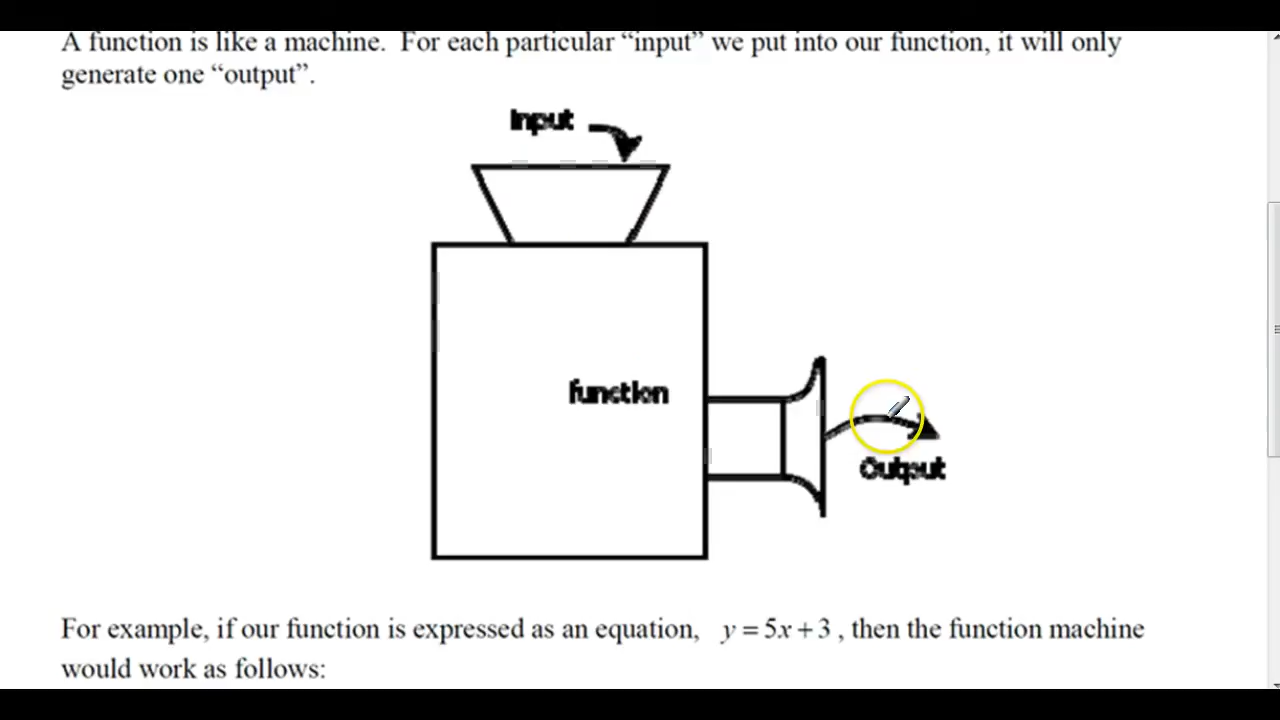 A function is like a machine.  For each particular “input” we put into our function, it will only
generate one “output”.
Input
function
Output
For example, if our function is expressed as an equation,  y = 5x + 3 , then the function machine
would work as follows: